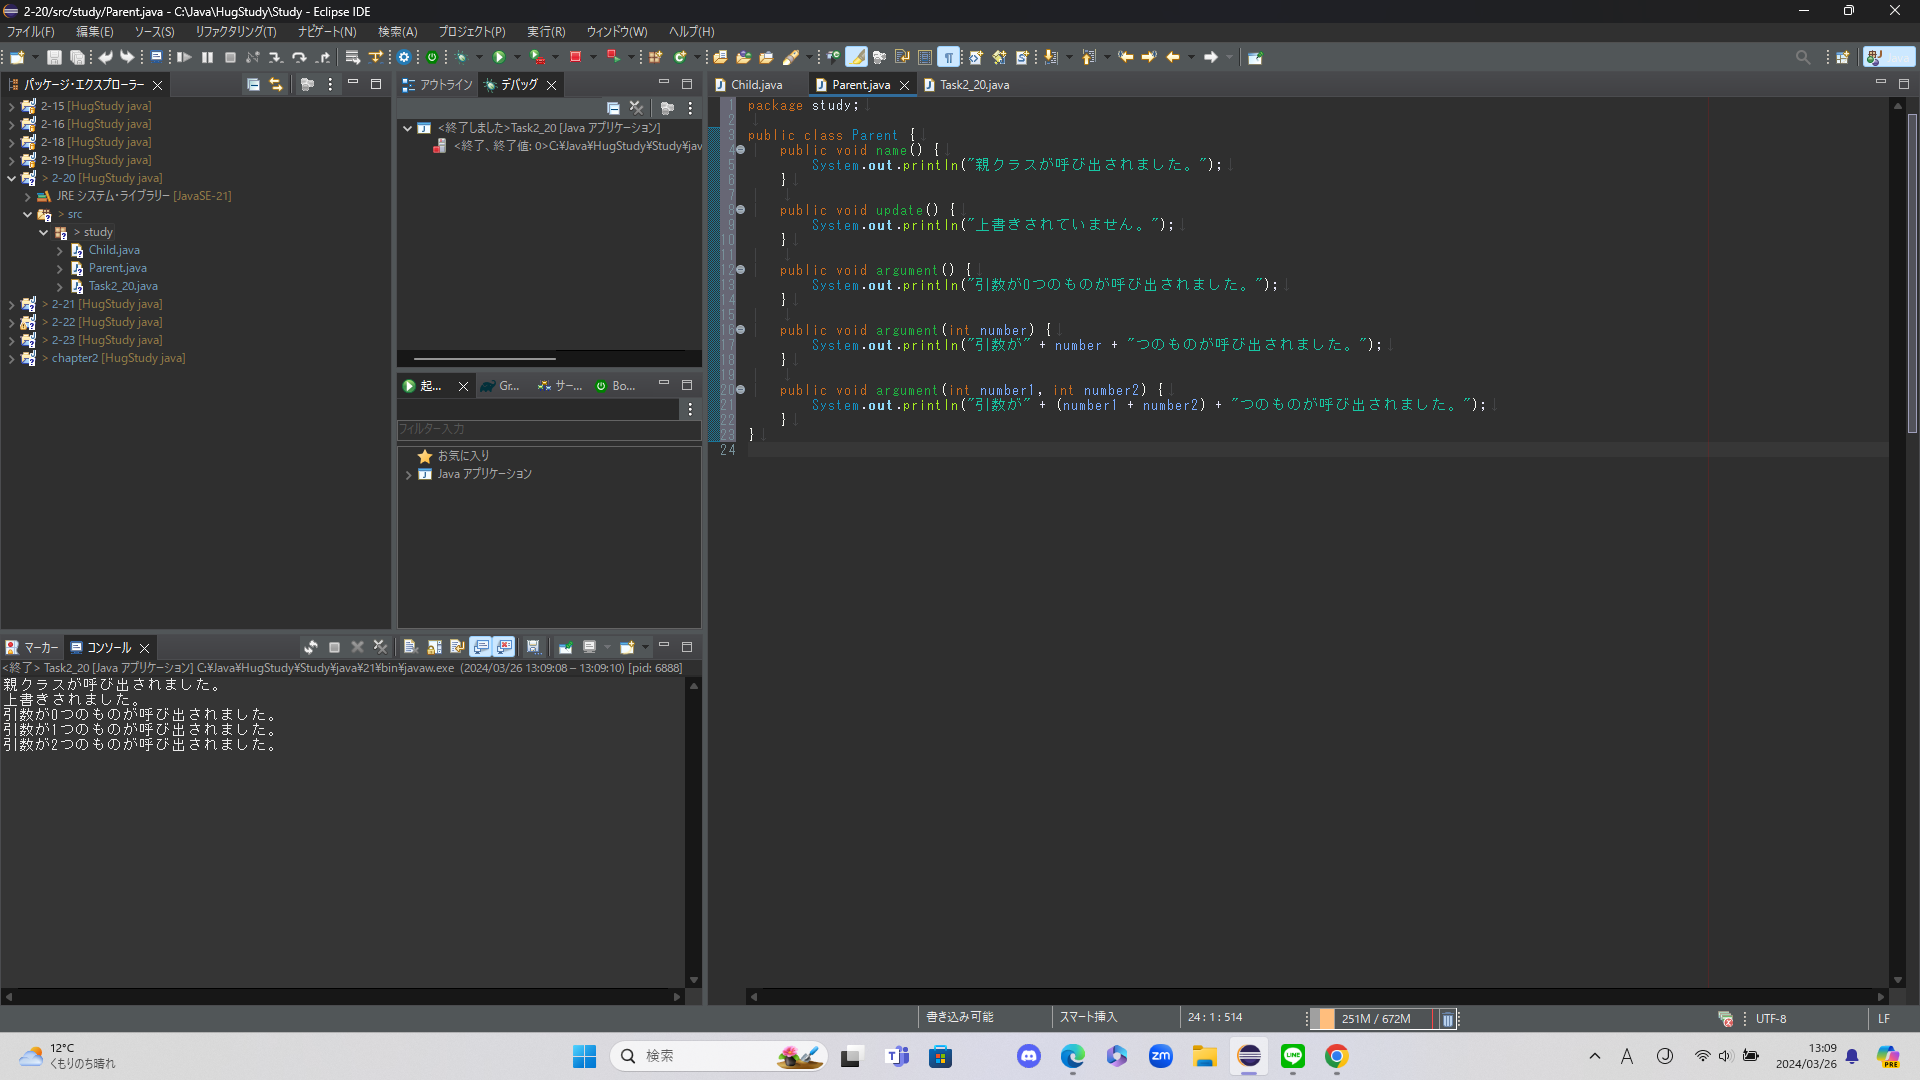 2-20/src/study/Parent.java - C:\Java\HugStudy\Study - Eclipse IDE
ファイル(F) 編集(E) ソース(S) リファクタリング(T) ナビゲート(N) 検索(A) プロジェクト(P) 実行(R) ウィンドウ(W) ヘルプ(H)
パッケージ・エクスプローラー
2-15 [HugStudy java]
2-16 [HugStudy java]
2-18 [HugStudy java]
2-19 [HugStudy java]
> 2-20 [HugStudy java]
JRE システム・ライブラリー [JavaSE-21]
> src
> study
Child.java
Parent.java
Task2_20.java
> 2-21 [HugStudy java]
> 2-22 [HugStudy java]
> 2-23 [HugStudy java]
> chapter2 [HugStudy java]
アウトライン デバッグ
<終了しました>Task2_20 [Java アプリケーション]
<終了、終了値: 0>C:¥Java¥HugStudy¥Study¥jav
起... Gr... サー... Bo...
フィルター入力
お気に入り
Java アプリケーション
Child.java Parent.java Task2_20.java
1 package study;
2
3 public class Parent {
4 public void name() {
5 System.out.println("親クラスが呼び出されました。");
6 }
7
8 public void update() {
9 System.out.println("上書きされていません。");
10 }
11
12 public void argument() {
13 System.out.println("引数が0つのものが呼び出されました。");
14 }
15
16 public void argument(int number) {
17 System.out.println("引数が" + number + "つのものが呼び出されました。");
18 }
19
20 public void argument(int number1, int number2) {
21 System.out.println("引数が" + (number1 + number2) + "つのものが呼び出されました。");
22 }
23 }
24
マーカー コンソール
<終了> Task2_20 [Java アプリケーション] C:¥Java¥HugStudy¥Study¥java¥21¥bin¥javaw.exe (2024/03/26 13:09:08 – 13:09:10) [pid: 6888]
親クラスが呼び出されました。
上書きされました。
引数が0つのものが呼び出されました。
引数が1つのものが呼び出されました。
引数が2つのものが呼び出されました。
書き込み可能 スマート挿入 24 : 1 : 514 251M / 672M UTF-8 LF
12°C
くもりのち晴れ
検索
zm
LINE
A
13:09
2024/03/26
PRE